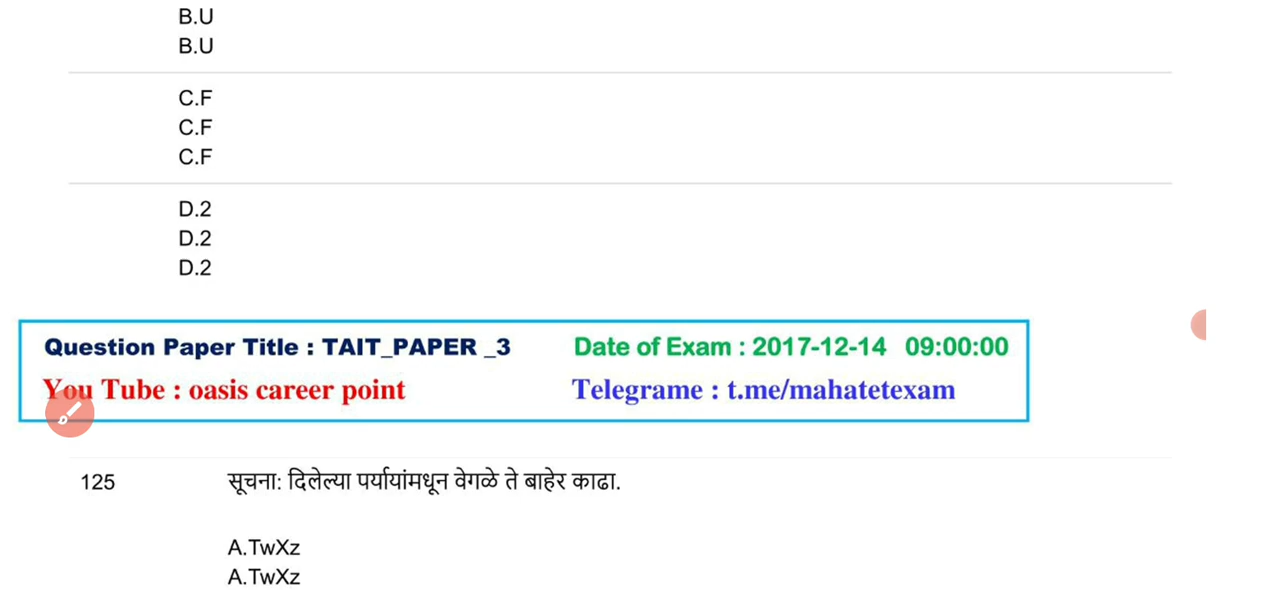 B.U
B.U
C.F
C.F
C.F
D.2
D.2
D.2
Question Paper Title : TAIT_PAPER _3 Date of Exam : 2017-12-14 09:00:00
You Tube : oasis career point Telegrame : t.me/mahatetexam
125 सूचना: दिलेल्या पर्यायांमधून वेगळे ते बाहेर काढा.
A.TwXz
A.TwXz